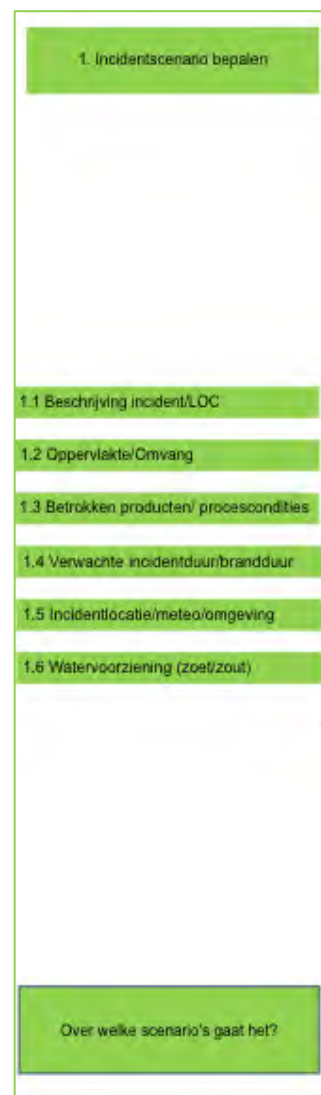 1. Incidentscenario bepalen
1.1 Beschrijving incident/LOC
1.2 Oppervlakte/Omvang
1.3 Betrokken producten/ procescondities
1.4 Verwachte incidentduur/brandduur
1.5 Incidentlocatie/meteo/omgeving
1.6 Watervoorziening (zoet/zout)
Over welke scenario's gaat het?